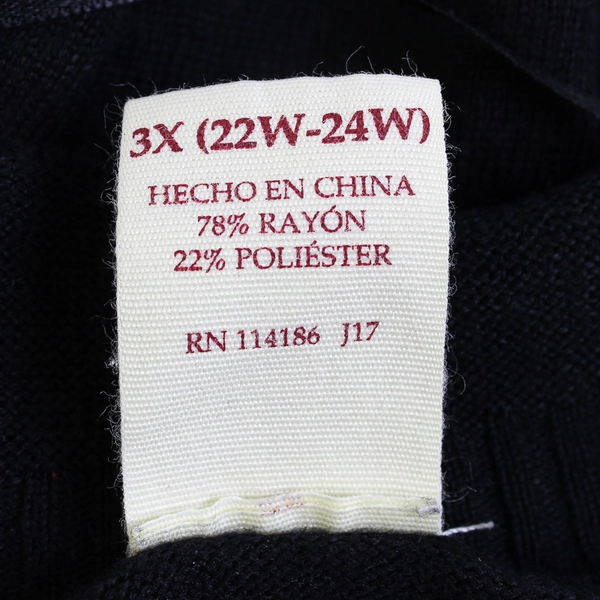 3X (22W-24W)
HECHO EN CHINA
78% RAYÓN
22% POLIÉSTER
RN 114186 J17